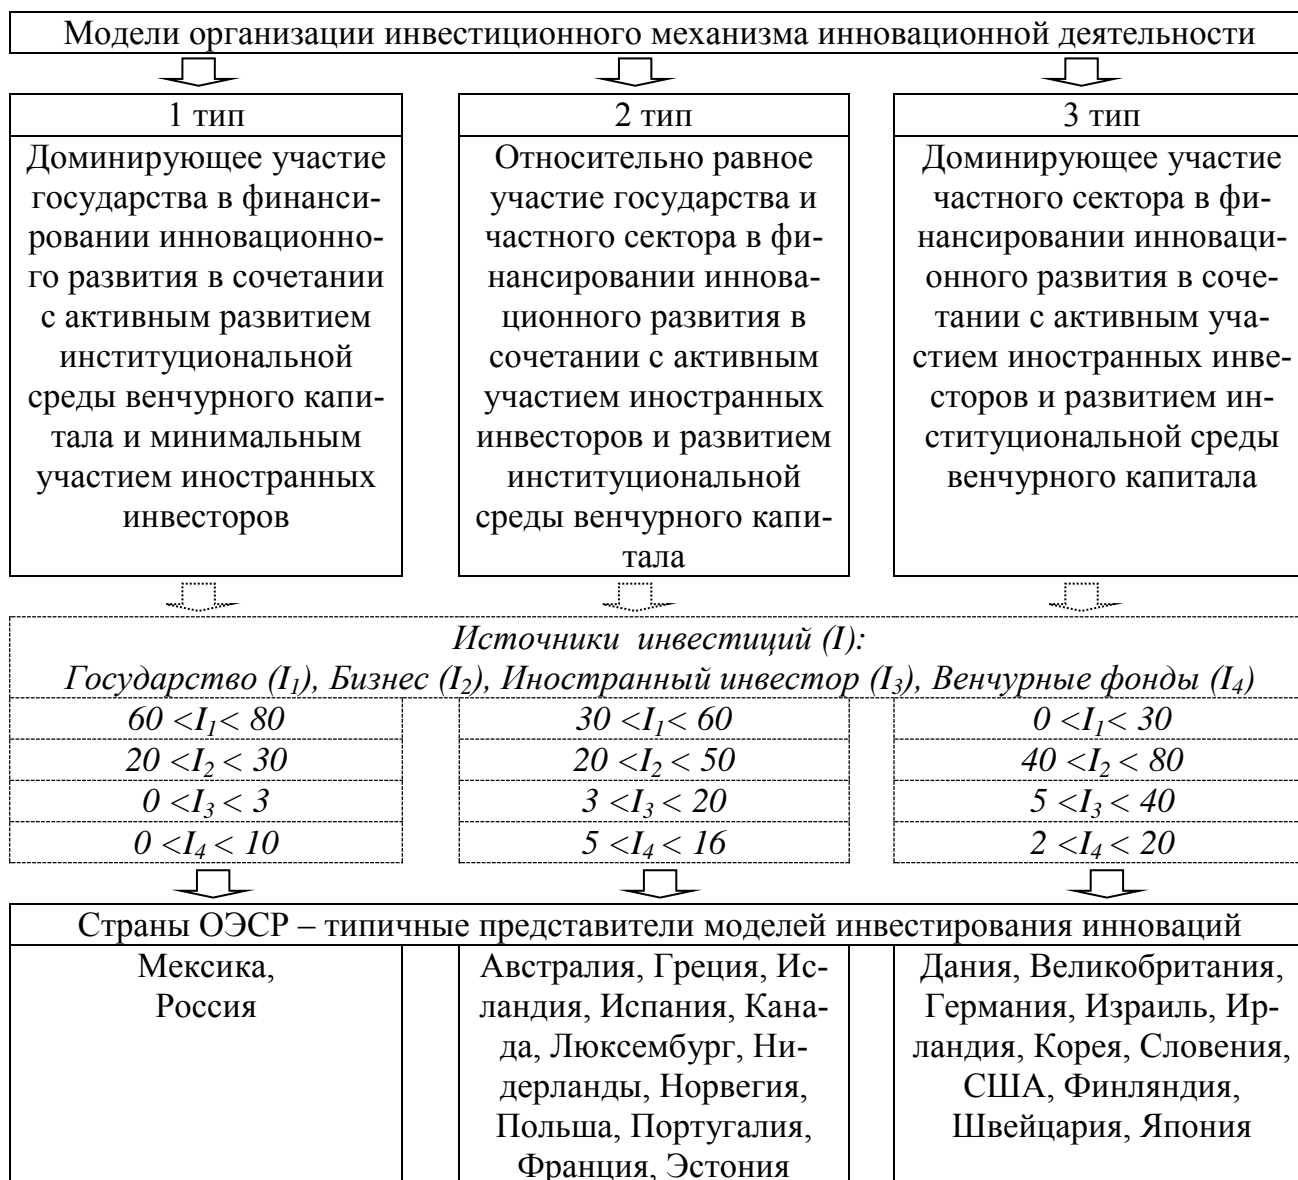 Модели организации инвестиционного механизма инновационной деятельности
1 тип
Доминирующее участие
государства в финанси-
ровании инновационно-
го развития в сочетании
с активным развитием
институциональной
среды венчурного капи-
тала и минимальным
участием иностранных
инвесторов
2 тип
Относительно равное
участие государства и
частного сектора в фи-
нансировании иннова-
ционного развития в
сочетании с активным
участием иностранных
инвесторов и развитием
институциональной
среды венчурного капи-
тала
3 тип
Доминирующее участие
частного сектора в фи-
нансировании инноваци-
онного развития в соче-
тании с активным уча-
стием иностранных инве-
сторов и развитием ин-
ституциональной среды
венчурного капитала
Источники инвестиций (I):
Государство (I₁), Бизнес (I₂), Иностранный инвестор (I₃), Венчурные фонды (I₄)
60 <I₁< 80 30 <I₁< 60 0 <I₁< 30
20 <I₂ < 30 20 <I₂ < 50 40 <I₂ < 80
0 <I₃ < 3 3 <I₃ < 20 5 <I₃ < 40
0 <I₄ < 10 5 <I₄ < 16 2 <I₄ < 20
Страны ОЭСР – типичные представители моделей инвестирования инноваций
Мексика,
Россия
Австралия, Греция, Ис-
ландия, Испания, Кана-
да, Люксембург, Ни-
дерланды, Норвегия,
Польша, Португалия,
Франция, Эстония
Дания, Великобритания,
Германия, Израиль, Ир-
ландия, Корея, Словения,
США, Финляндия,
Швейцария, Япония